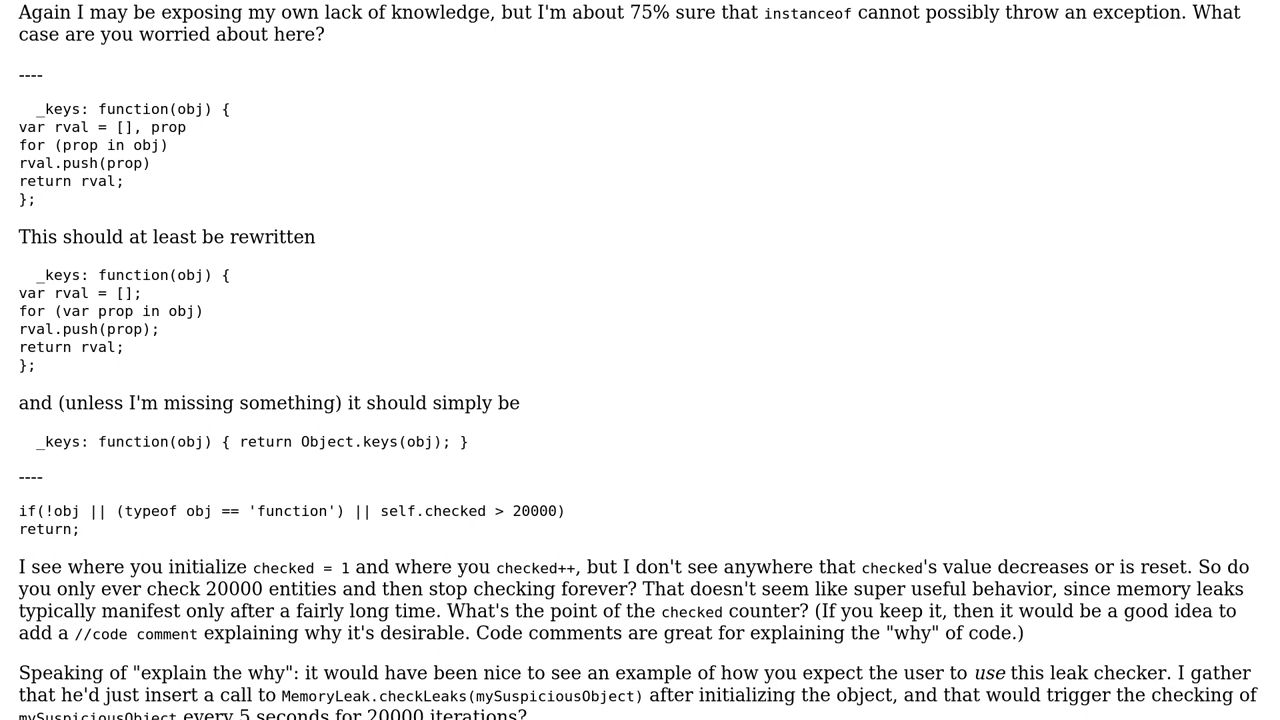 Again I may be exposing my own lack of knowledge, but I'm about 75% sure that instanceof cannot possibly throw an exception. What
case are you worried about here?
----
_keys: function(obj) {
var rval = [], prop
for (prop in obj)
rval.push(prop)
return rval;
};
This should at least be rewritten
_keys: function(obj) {
var rval = [];
for (var prop in obj)
rval.push(prop);
return rval;
};
and (unless I'm missing something) it should simply be
_keys: function(obj) { return Object.keys(obj); }
----
if(!obj || (typeof obj == 'function') || self.checked > 20000)
return;
I see where you initialize checked = 1 and where you checked++, but I don't see anywhere that checked's value decreases or is reset. So do
you only ever check 20000 entities and then stop checking forever? That doesn't seem like super useful behavior, since memory leaks
typically manifest only after a fairly long time. What's the point of the checked counter? (If you keep it, then it would be a good idea to
add a //code comment explaining why it's desirable. Code comments are great for explaining the "why" of code.)
Speaking of "explain the why": it would have been nice to see an example of how you expect the user to use this leak checker. I gather
that he'd just insert a call to MemoryLeak.checkLeaks(mySuspiciousObject) after initializing the object, and that would trigger the checking of
mySuspiciousObject every 5 seconds for 20000 iterations?